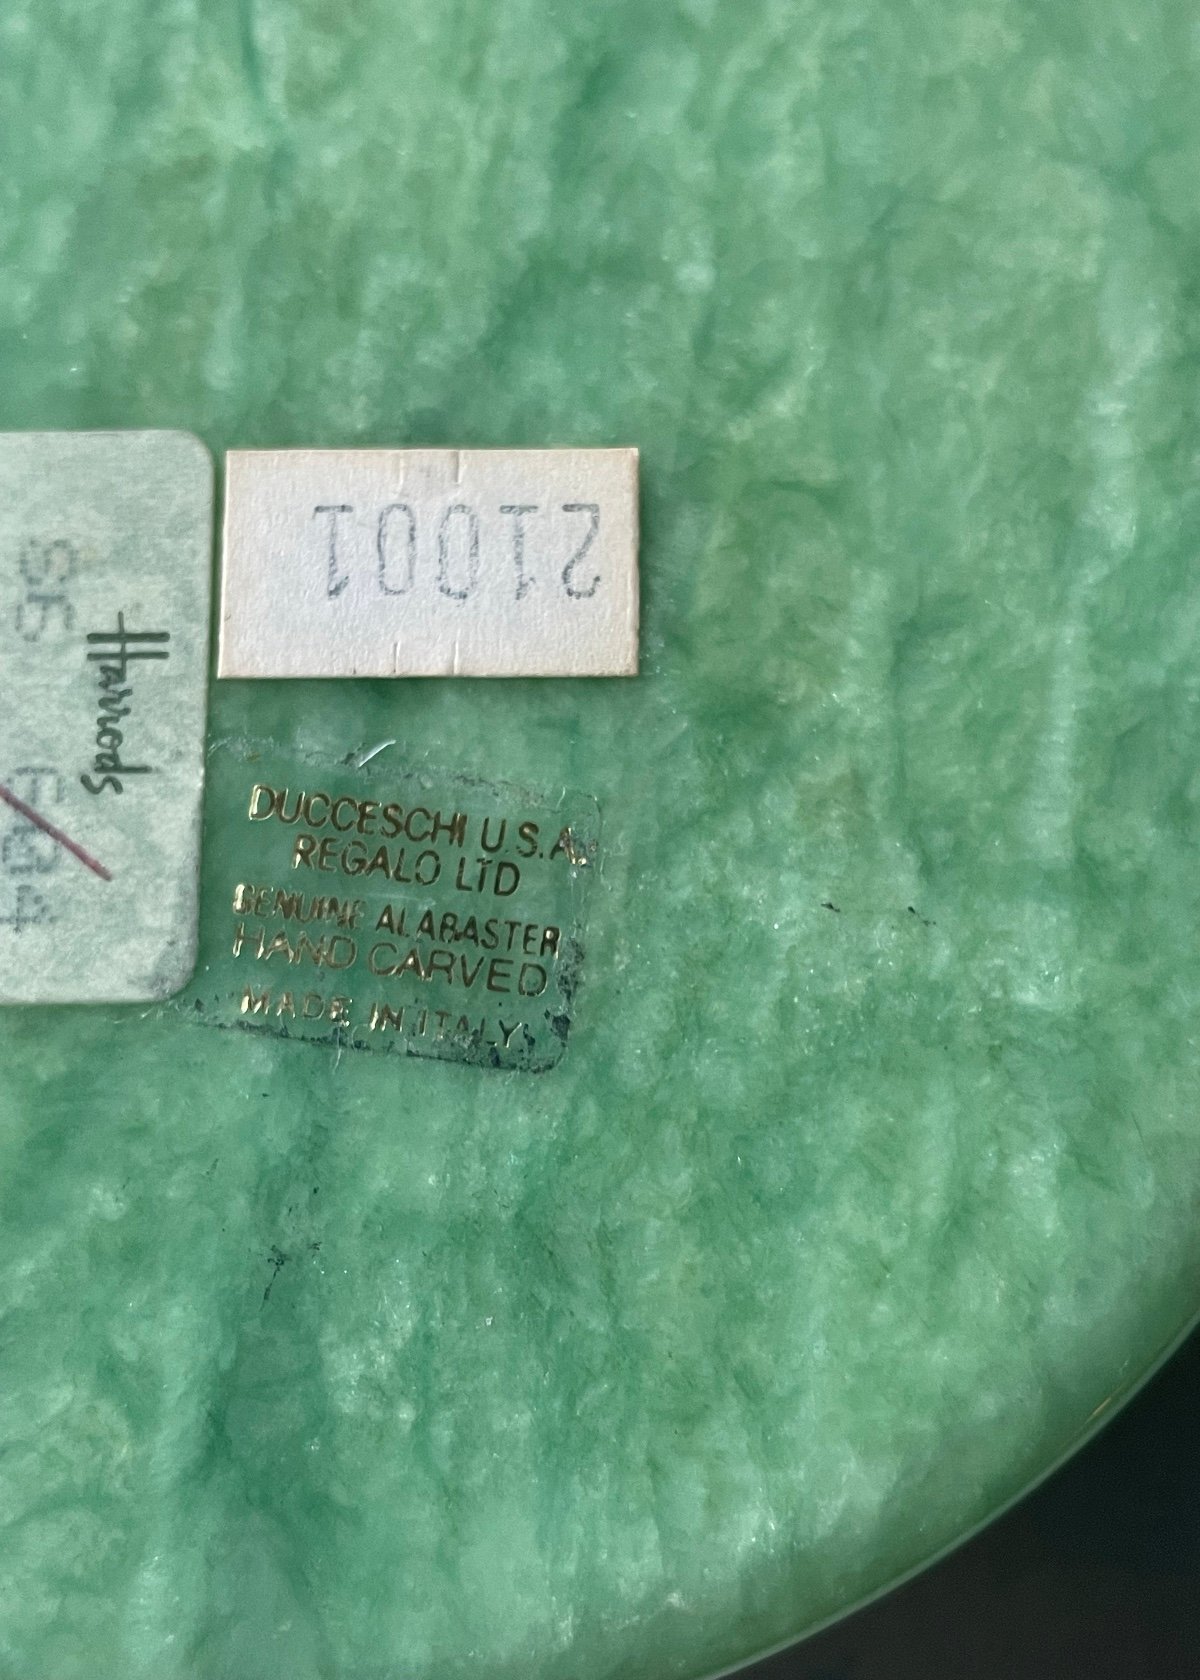 21001
Harrods
DUCCESCHI U.S.A.
REGALO LTD
GENUINE ALABASTER
HAND CARVED
MADE IN ITALY